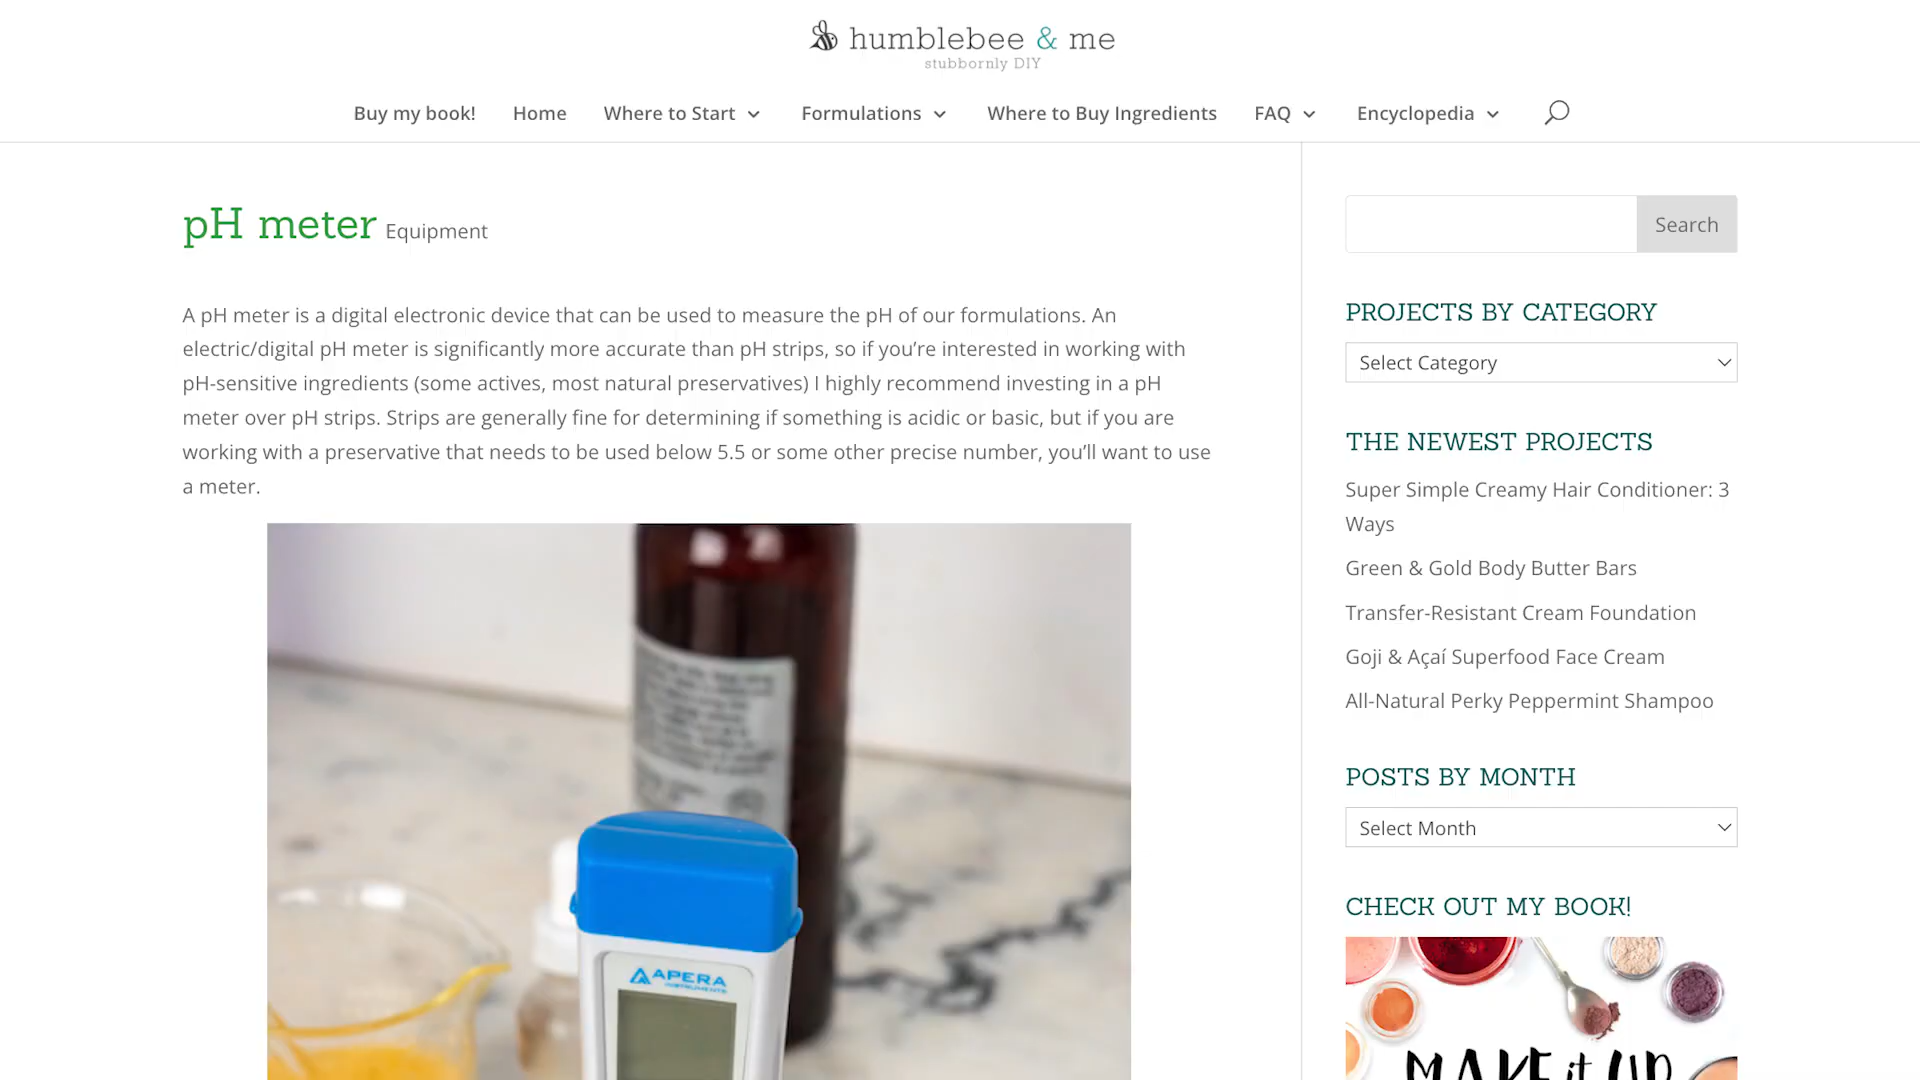 humblebee & me
stubbornly DIY
Buy my book!
Home
Where to Start
Formulations
Where to Buy Ingredients
FAQ
Encyclopedia
pH meter Equipment
A pH meter is a digital electronic device that can be used to measure the pH of our formulations. An
electric/digital pH meter is significantly more accurate than pH strips, so if you’re interested in working with
pH-sensitive ingredients (some actives, most natural preservatives) I highly recommend investing in a pH
meter over pH strips. Strips are generally fine for determining if something is acidic or basic, but if you are
working with a preservative that needs to be used below 5.5 or some other precise number, you’ll want to use
a meter.
APERA
INSTRUMENTS
Search
PROJECTS BY CATEGORY
Select Category
THE NEWEST PROJECTS
Super Simple Creamy Hair Conditioner: 3
Ways
Green & Gold Body Butter Bars
Transfer-Resistant Cream Foundation
Goji & Açaí Superfood Face Cream
All-Natural Perky Peppermint Shampoo
POSTS BY MONTH
Select Month
CHECK OUT MY BOOK!
MAKE it UP